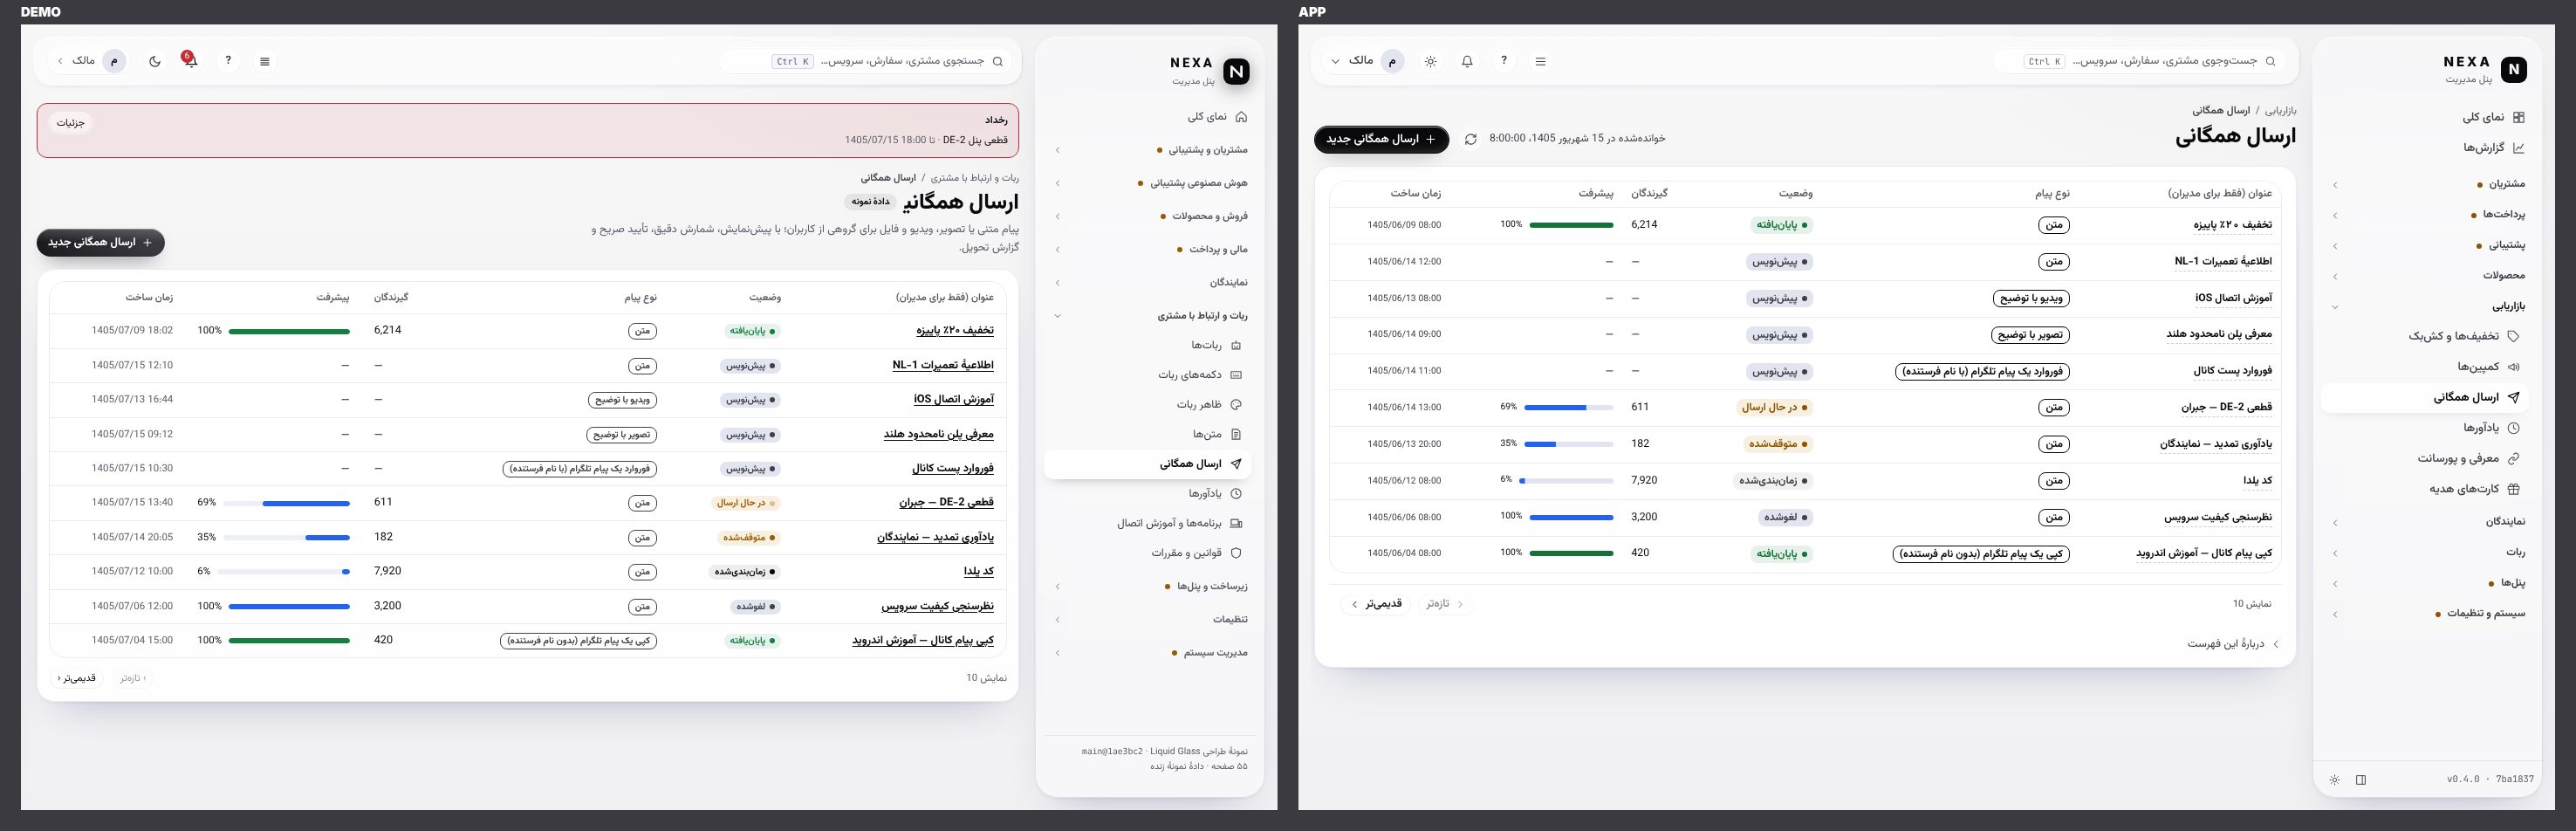 DEMO
NEXA
پنل مدیریت
جستجوی مشتری، سفارش، سرویس...
Ctrl K
?
6
م
مالک
رخداد
جزئیات
قطعی پنل DE-2 · تا 18:00 1405/07/15
ربات و ارتباط با مشتری / ارسال همگانی
ارسال همگانی
دادهٔ نمونه
پیام متنی یا تصویر، ویدیو و فایل برای گروهی از کاربران؛ با پیش‌نمایش، شمارش دقیق، تأیید صریح و
گزارش تحویل.
+ ارسال همگانی جدید
عنوان (فقط برای مدیران) وضعیت نوع پیام گیرندگان پیشرفت زمان ساخت
تخفیف ۲۰٪ پاییزه پایان‌یافته متن 6,214 100% 1405/07/09 18:02
اطلاعیهٔ تعمیرات NL-1 پیش‌نویس متن — — 1405/07/15 12:10
آموزش اتصال iOS پیش‌نویس ویدیو با توضیح — — 1405/07/13 16:44
معرفی پلن نامحدود هلند پیش‌نویس تصویر با توضیح — — 1405/07/15 09:12
فوروارد پست کانال پیش‌نویس فوروارد یک پیام تلگرام (با نام فرستنده) — — 1405/07/15 10:30
قطعی DE-2 — جبران در حال ارسال متن 611 69% 1405/07/15 13:40
یادآوری تمدید — نمایندگان متوقف‌شده متن 182 35% 1405/07/14 20:05
کد یلدا زمان‌بندی‌شده متن 7,920 6% 1405/07/12 10:00
نظرسنجی کیفیت سرویس لغوشده متن 3,200 100% 1405/07/06 12:00
کپی پیام کانال — آموزش اندروید پایان‌یافته کپی یک پیام تلگرام (بدون نام فرستنده) 420 100% 1405/07/04 15:00
نمایش 10
‹ تازه‌تر
قدیمی‌تر ›
نمای کلی
مشتریان و پشتیبانی
هوش مصنوعی پشتیبانی
فروش و محصولات
مالی و پرداخت
نمایندگان
ربات و ارتباط با مشتری
ربات‌ها
دکمه‌های ربات
ظاهر ربات
متن‌ها
ارسال همگانی
یادآورها
برنامه‌ها و آموزش اتصال
قوانین و مقررات
زیرساخت و پنل‌ها
تنظیمات
مدیریت سیستم
نمونهٔ طراحی Liquid Glass · main@1ae3bc2
۵۵ صفحه · دادهٔ نمونهٔ زنده
APP
NEXA
پنل مدیریت
N
جست‌وجوی مشتری، سفارش، سرویس...
Ctrl K
?
م
مالک
بازاریابی / ارسال همگانی
ارسال همگانی
خوانده‌شده در 15 شهریور 1405، 8:00:00
+ ارسال همگانی جدید
عنوان (فقط برای مدیران) نوع پیام وضعیت گیرندگان پیشرفت زمان ساخت
تخفیف ۲۰٪ پاییزه متن پایان‌یافته 6,214 100% 1405/06/09 08:00
اطلاعیهٔ تعمیرات NL-1 متن پیش‌نویس — — 1405/06/14 12:00
آموزش اتصال iOS ویدیو با توضیح پیش‌نویس — — 1405/06/13 08:00
معرفی پلن نامحدود هلند تصویر با توضیح پیش‌نویس — — 1405/06/14 09:00
فوروارد پست کانال فوروارد یک پیام تلگرام (با نام فرستنده) پیش‌نویس — — 1405/06/14 11:00
قطعی DE-2 — جبران متن در حال ارسال 611 69% 1405/06/14 13:00
یادآوری تمدید — نمایندگان متن متوقف‌شده 182 35% 1405/06/13 20:00
کد یلدا متن زمان‌بندی‌شده 7,920 6% 1405/06/12 08:00
نظرسنجی کیفیت سرویس متن لغوشده 3,200 100% 1405/06/06 08:00
کپی پیام کانال — آموزش اندروید کپی یک پیام تلگرام (بدون نام فرستنده) پایان‌یافته 420 100% 1405/06/04 08:00
نمایش 10
تازه‌تر
قدیمی‌تر
دربارهٔ این فهرست
نمای کلی
گزارش‌ها
مشتریان
پرداخت‌ها
پشتیبانی
محصولات
بازاریابی
تخفیف‌ها و کش‌بک
کمپین‌ها
ارسال همگانی
یادآورها
معرفی و پورسانت
کارت‌های هدیه
نمایندگان
ربات
پنل‌ها
سیستم و تنظیمات
v0.4.0 · 7ba1837